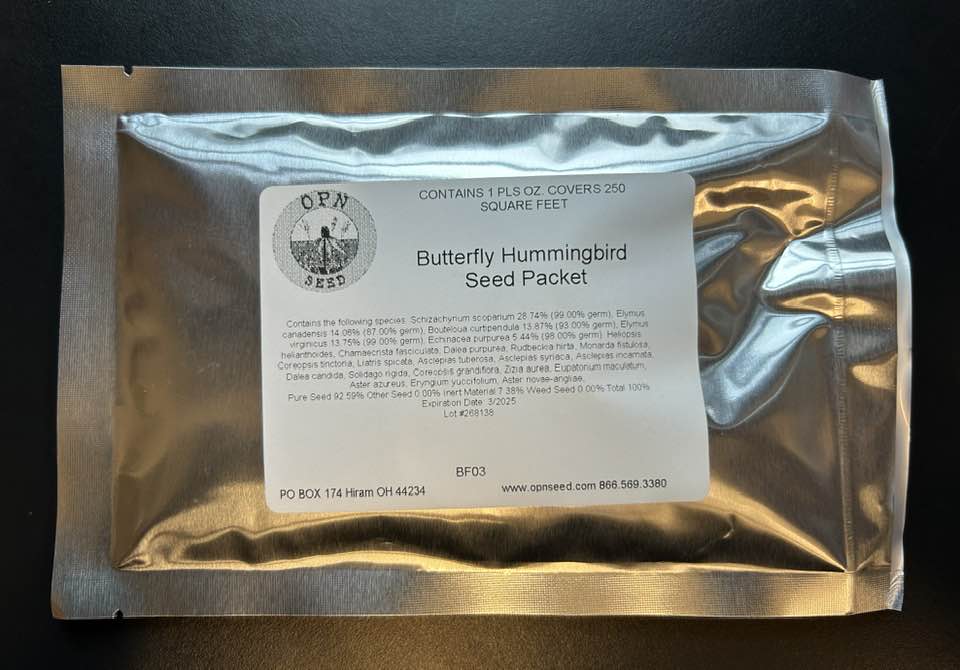 OPN
SEED
CONTAINS 1 PLS OZ. COVERS 250
SQUARE FEET
Butterfly Hummingbird
Seed Packet
Contains the following species: Schizachyrium scoparium 28.74% (99.00% germ), Elymus
canadensis 14.06% (87.00% germ), Bouteloua curtipendula 13.87% (93.00% germ), Elymus
virginicus 13.75% (99.00% germ), Echinacea purpurea 5.44% (98.00% germ), Heliopsis
helianthoides, Chamaecrista fasciculata, Dalea purpurea, Rudbeckia hirta, Monarda fistulosa,
Coreopsis tinctoria, Liatris spicata, Asclepias tuberosa, Asclepias syriaca, Asclepias incarnata,
Dalea candida, Solidago rigida, Coreopsis grandiflora, Zizia aurea, Eupatorium maculatum,
Aster azureus, Eryngium yuccifolium, Aster novae-angliae,
Pure Seed 92.59% Other Seed 0.00% Inert Material 7.38% Weed Seed 0.00% Total 100%
Expiration Date: 3/2025
Lot #268138
BF03
PO BOX 174 Hiram OH 44234
www.opnseed.com 866.569.3380